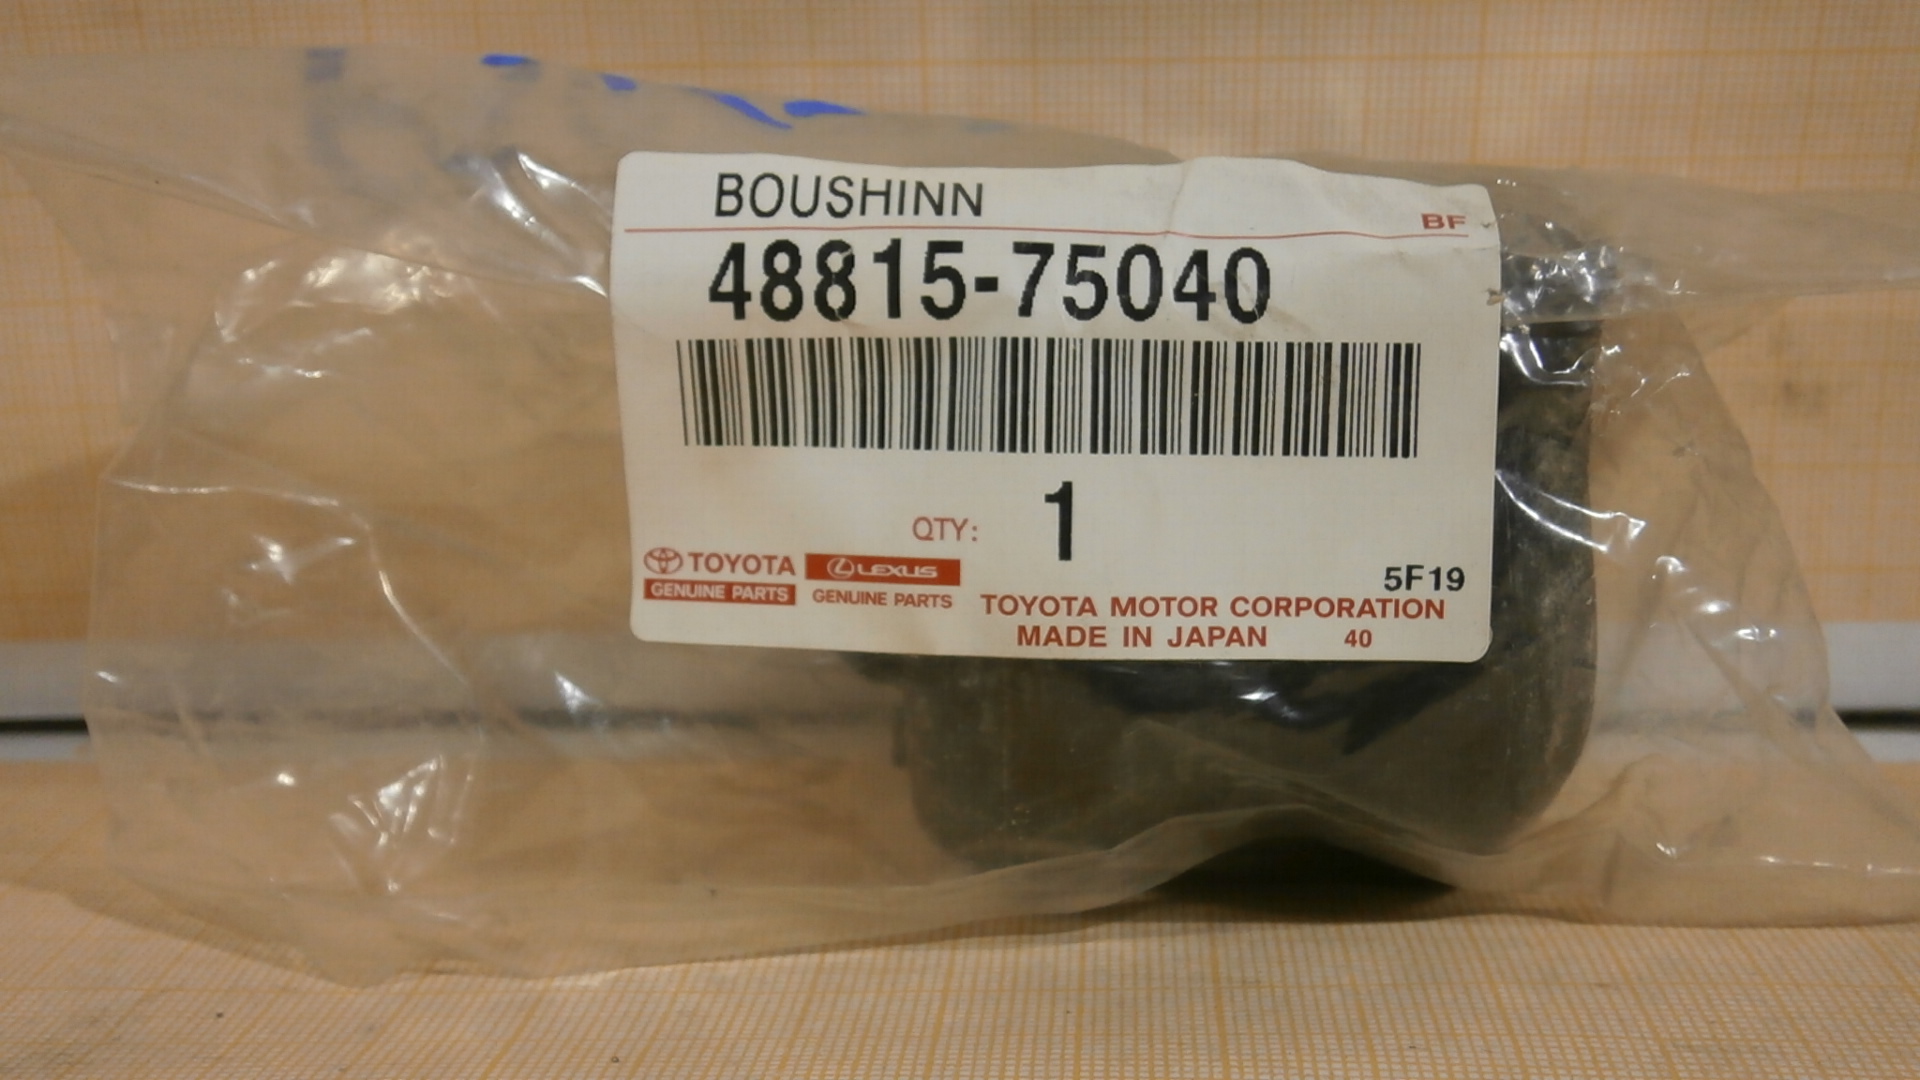 BOUSHINN
BF
48815-75040
QTY: 1
5F19
TOYOTA
GENUINE PARTS
LEXUS
GENUINE PARTS
TOYOTA MOTOR CORPORATION
MADE IN JAPAN 40